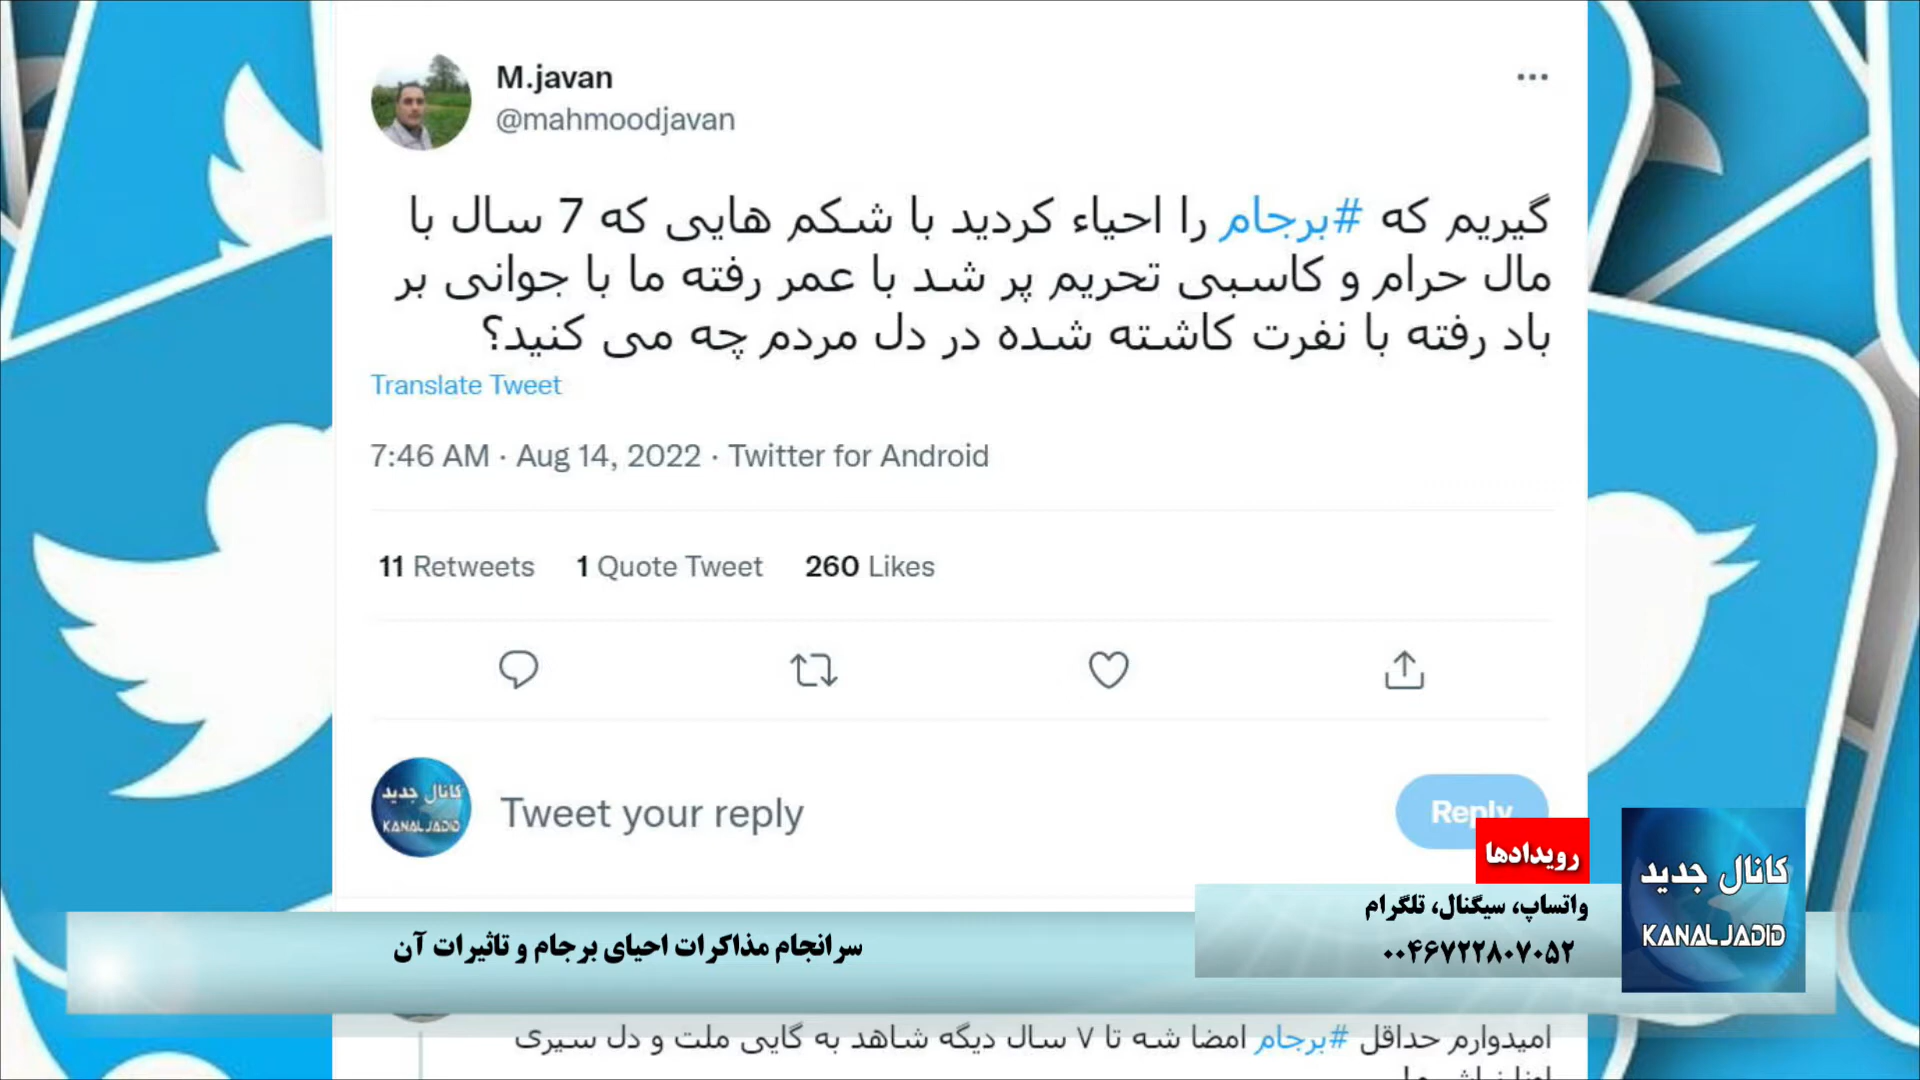 M.javan
@mahmoodjavan
گیریم که #برجام را احیاء کردید با شکم هایی که 7 سال با
مال حرام و کاسبی تحریم پر شد با عمر رفته ما با جوانی بر
باد رفته با نفرت کاشته شده در دل مردم چه می کنید؟
Translate Tweet
7:46 AM · Aug 14, 2022 · Twitter for Android
11 Retweets 1 Quote Tweet 260 Likes
کانال جدید
KANAL JADID
Tweet your reply
Reply
رویدادها
واتساپ، سیگنال، تلگرام
۰۰۴۶۷۲۲۸۰۷۰۵۲
کانال جدید
KANAL JADID
سرانجام مذاکرات احیای برجام و تاثیرات آن
امیدوارم حداقل #برجام امضا شه تا ۷ سال دیگه شاهد به گایی ملت و دل سیری